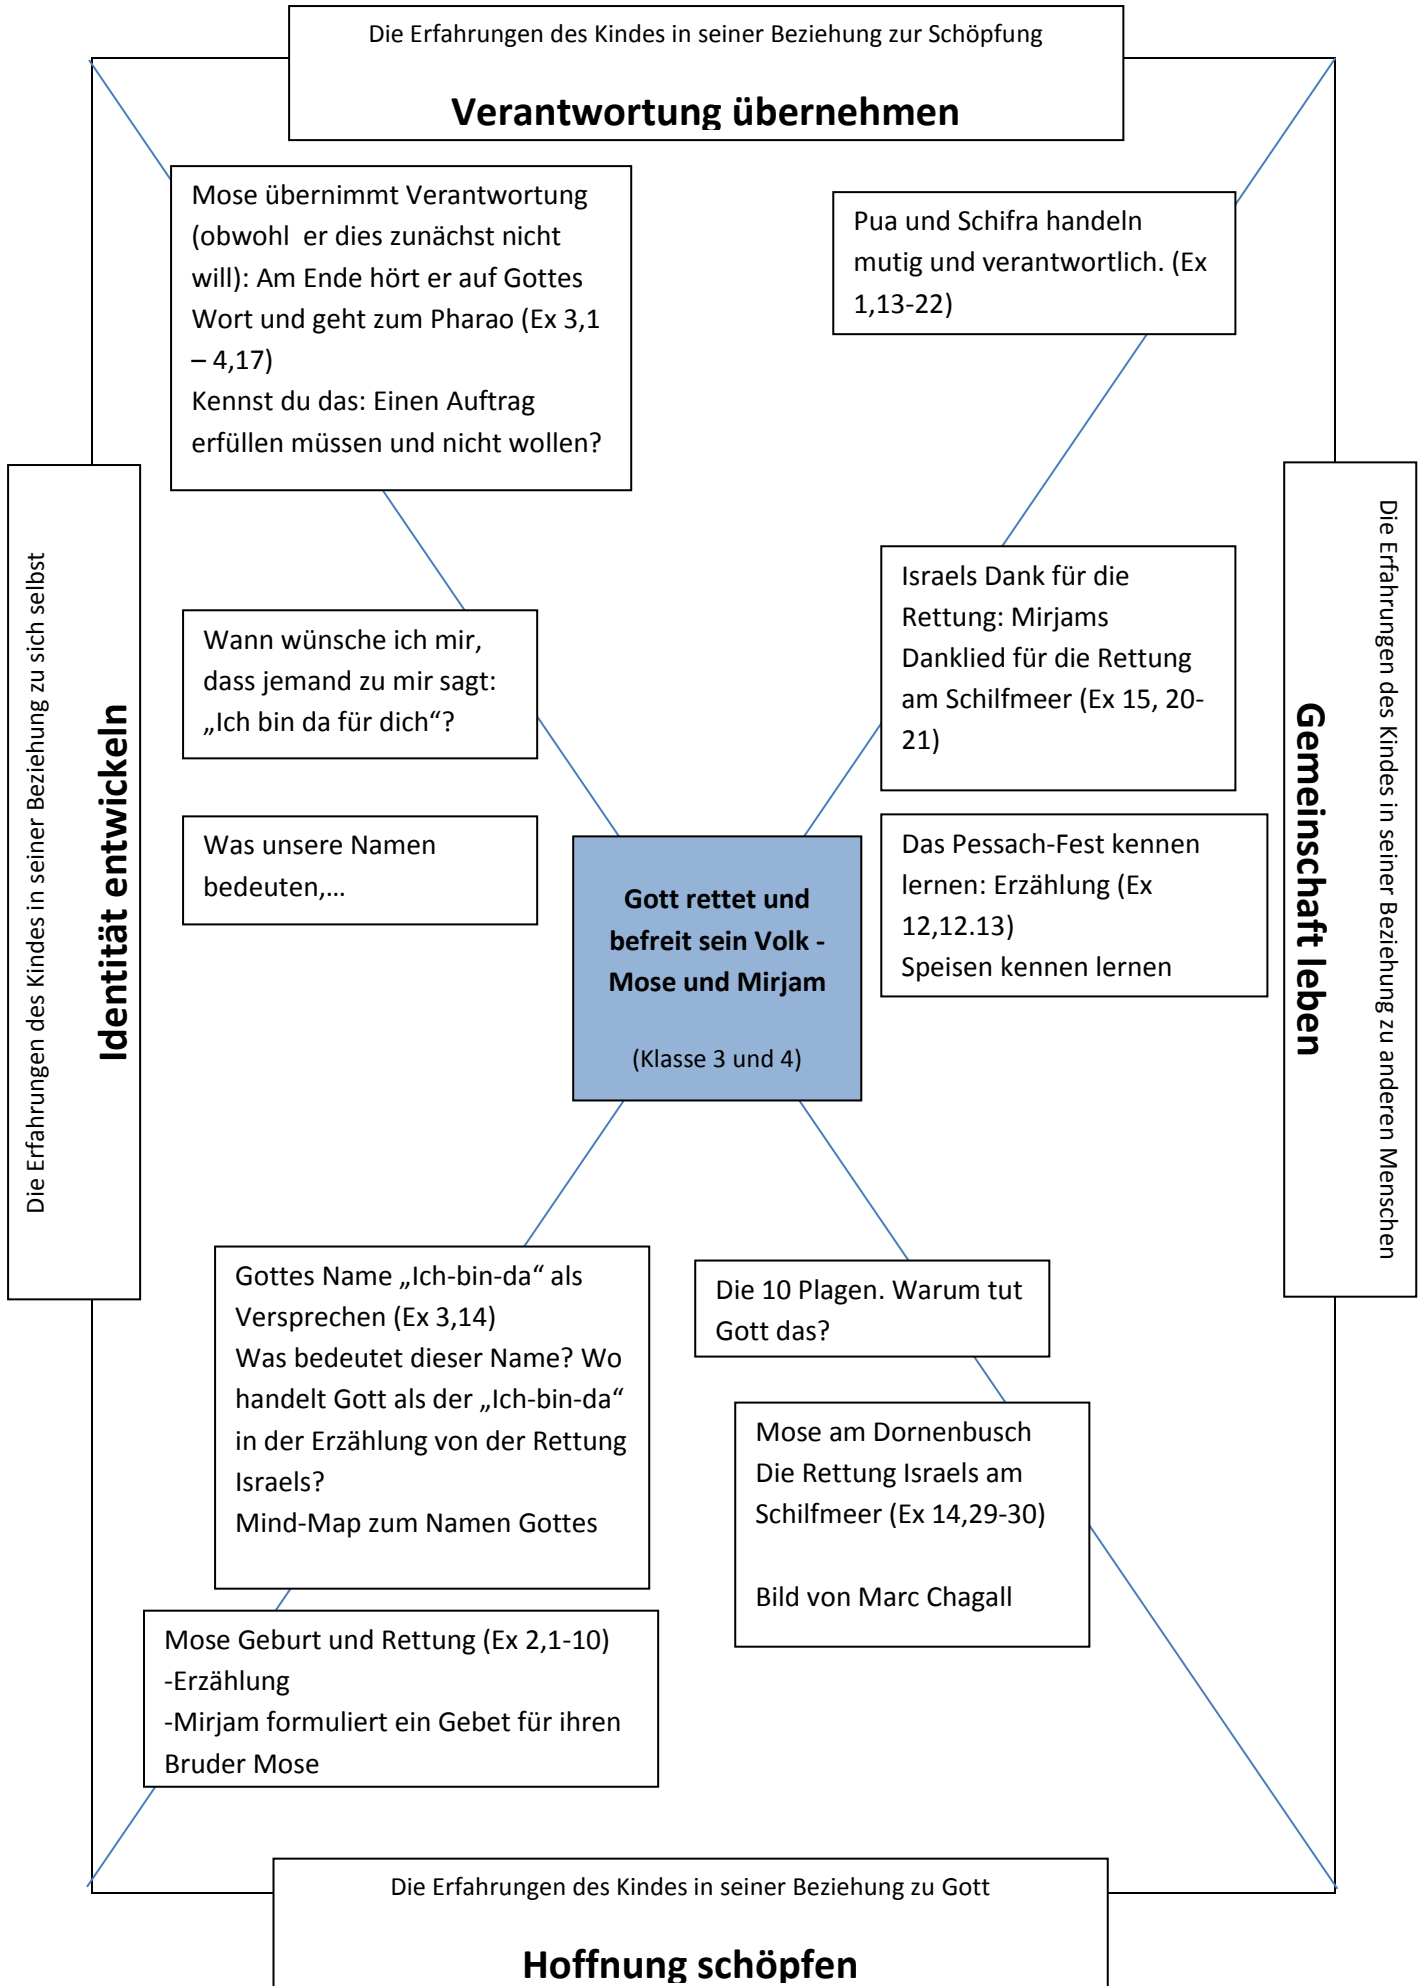 Die Erfahrungen des Kindes in seiner Beziehung zur Schöpfung
Verantwortung übernehmen
Mose übernimmt Verantwortung
(obwohl er dies zunächst nicht
will): Am Ende hört er auf Gottes
Wort und geht zum Pharao (Ex 3,1
– 4,17)
Kennst du das: Einen Auftrag
erfüllen müssen und nicht wollen?
Pua und Schifra handeln
mutig und verantwortlich. (Ex
1,13-22)
Die Erfahrungen des Kindes in seiner Beziehung zu sich selbst
Identität entwickeln
Wann wünsche ich mir,
dass jemand zu mir sagt:
„Ich bin da für dich“?
Was unsere Namen
bedeuten,...
Israels Dank für die
Rettung: Mirjams
Danklied für die Rettung
am Schilfmeer (Ex 15, 20-
21)
Das Pessach-Fest kennen
lernen: Erzählung (Ex
12,12.13)
Speisen kennen lernen
Die Erfahrungen des Kindes in seiner Beziehung zu anderen Menschen
Gemeinschaft leben
Gott rettet und
befreit sein Volk -
Mose und Mirjam
(Klasse 3 und 4)
Gottes Name „Ich-bin-da“ als
Versprechen (Ex 3,14)
Was bedeutet dieser Name? Wo
handelt Gott als der „Ich-bin-da“
in der Erzählung von der Rettung
Israels?
Mind-Map zum Namen Gottes
Die 10 Plagen. Warum tut
Gott das?
Mose am Dornenbusch
Die Rettung Israels am
Schilfmeer (Ex 14,29-30)
Bild von Marc Chagall
Mose Geburt und Rettung (Ex 2,1-10)
-Erzählung
-Mirjam formuliert ein Gebet für ihren
Bruder Mose
Die Erfahrungen des Kindes in seiner Beziehung zu Gott
Hoffnung schöpfen